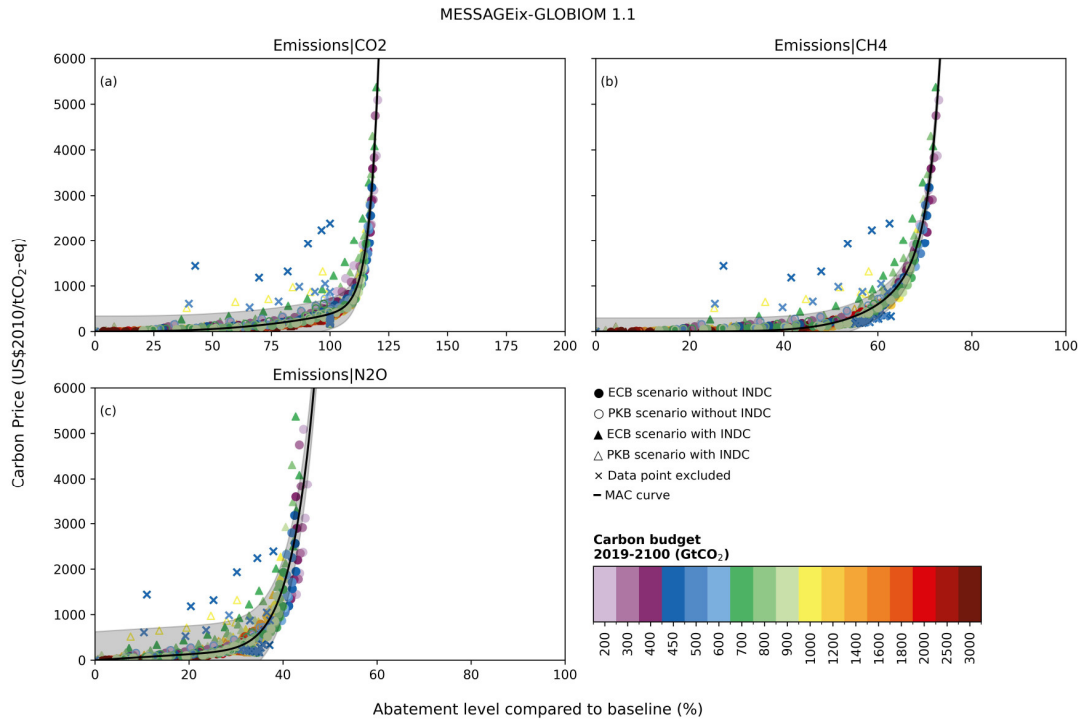 MESSAGEix-GLOBIOM 1.1
Emissions|CO2
(a)
6000
5000
4000
3000
2000
1000
0
0 25 50 75 100 125 150 175 200
Emissions|CH4
(b)
0 20 40 60 80 100
Emissions|N2O
(c)
6000
5000
4000
3000
2000
1000
0
0 20 40 60 80 100
Carbon Price (US$2010/tCO₂-eq)
Abatement level compared to baseline (%)
ECB scenario without INDC
PKB scenario without INDC
ECB scenario with INDC
PKB scenario with INDC
Data point excluded
MAC curve
Carbon budget
2019-2100 (GtCO₂)
200 300 400 450 500 600 700 800 900 1000 1200 1400 1600 1800 2000 2500 3000